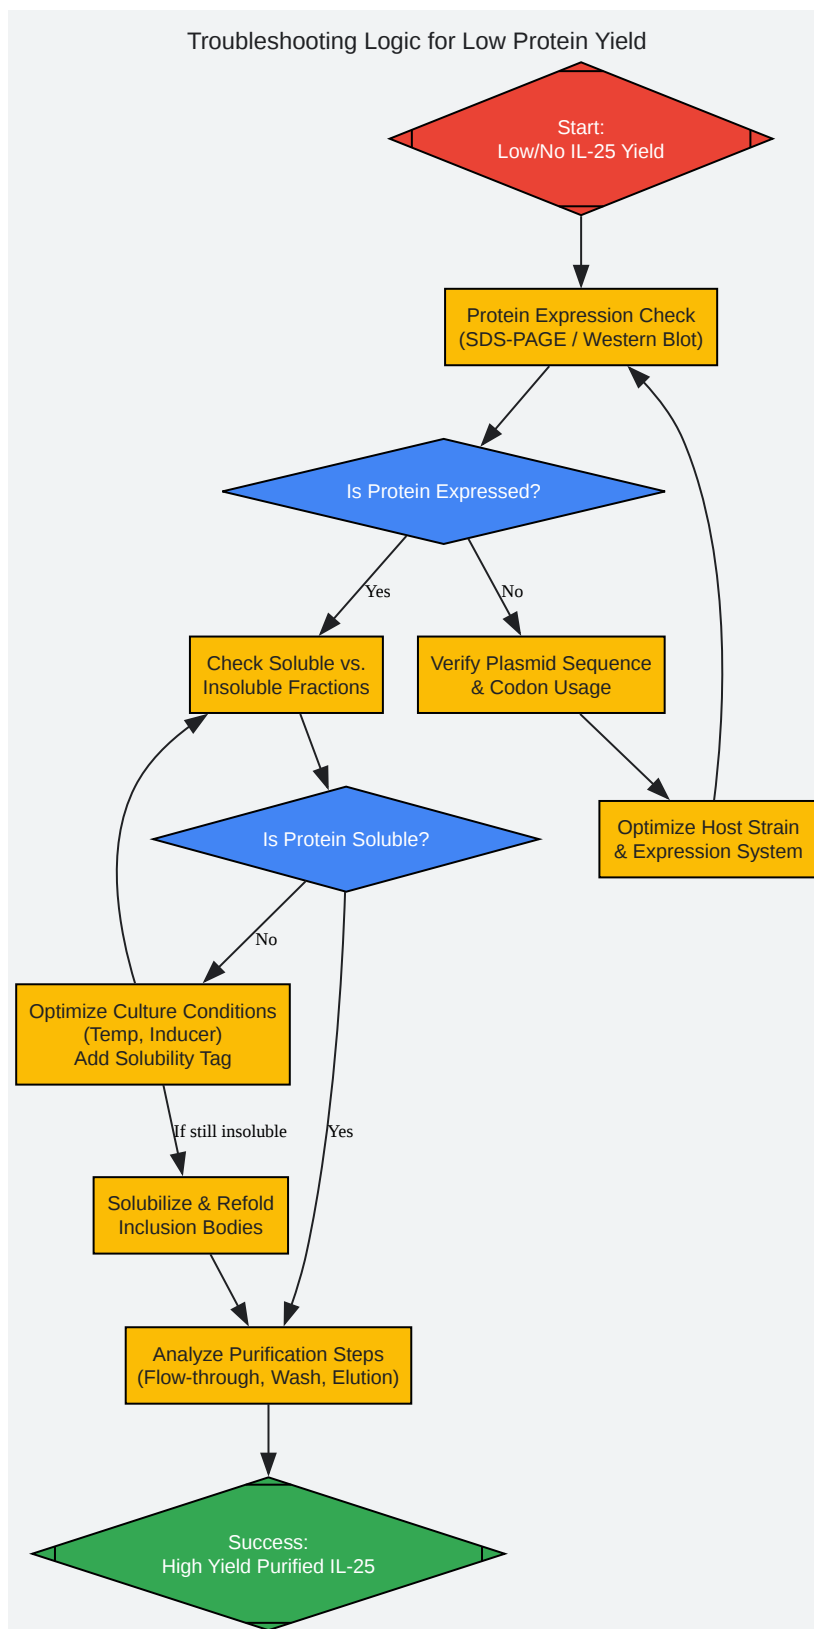 Troubleshooting Logic for Low Protein Yield
Start:
Low/No IL-25 Yield
Protein Expression Check
(SDS-PAGE / Western Blot)
Is Protein Expressed?
Yes
No
Check Soluble vs.
Insoluble Fractions
Verify Plasmid Sequence
& Codon Usage
Is Protein Soluble?
Optimize Host Strain
& Expression System
No
Optimize Culture Conditions
(Temp, Inducer)
Add Solubility Tag
If still insoluble
Yes
Solubilize & Refold
Inclusion Bodies
Analyze Purification Steps
(Flow-through, Wash, Elution)
Success:
High Yield Purified IL-25